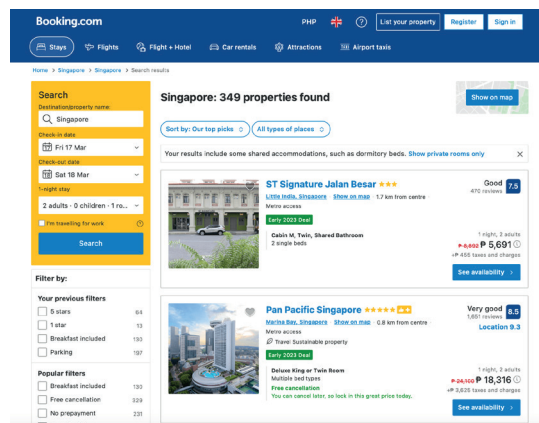 Booking.com
PHP
List your property
Register
Sign in
Stays
Flights
Flight + Hotel
Car rentals
Attractions
Airport taxis
Home > Singapore > Singapore > Search results
Search
Destination/property name:
Singapore
Check-in date
Fri 17 Mar
Check-out date
Sat 18 Mar
1-night stay
2 adults · 0 children · 1 ro...
I'm travelling for work
Search
Filter by:
Your previous filters
5 stars 64
1 star 13
Breakfast included 130
Parking 197
Popular filters
Breakfast included 130
Free cancellation 329
No prepayment 231
Singapore: 349 properties found
Show on map
Sort by: Our top picks
All types of places
Your results include some shared accommodations, such as dormitory beds. Show private rooms only
ST Signature Jalan Besar
Good
470 reviews
7.5
Little India, Singapore Show on map · 1.7 km from centre
Metro access
Early 2023 Deal
Cabin M, Twin, Shared Bathroom
2 single beds
1 night, 2 adults
₱ 5,691
+₱ 455 taxes and charges
See availability
Pan Pacific Singapore
Very good
1,651 reviews
8.5
Marina Bay, Singapore Show on map · 0.8 km from centre
Location 9.3
Metro access
Travel Sustainable property
Early 2023 Deal
Deluxe King or Twin Room
Multiple bed types
Free cancellation
You can cancel later, so lock in this great price today.
1 night, 2 adults
₱ 24,100 ₱ 18,316
+₱ 3,626 taxes and charges
See availability